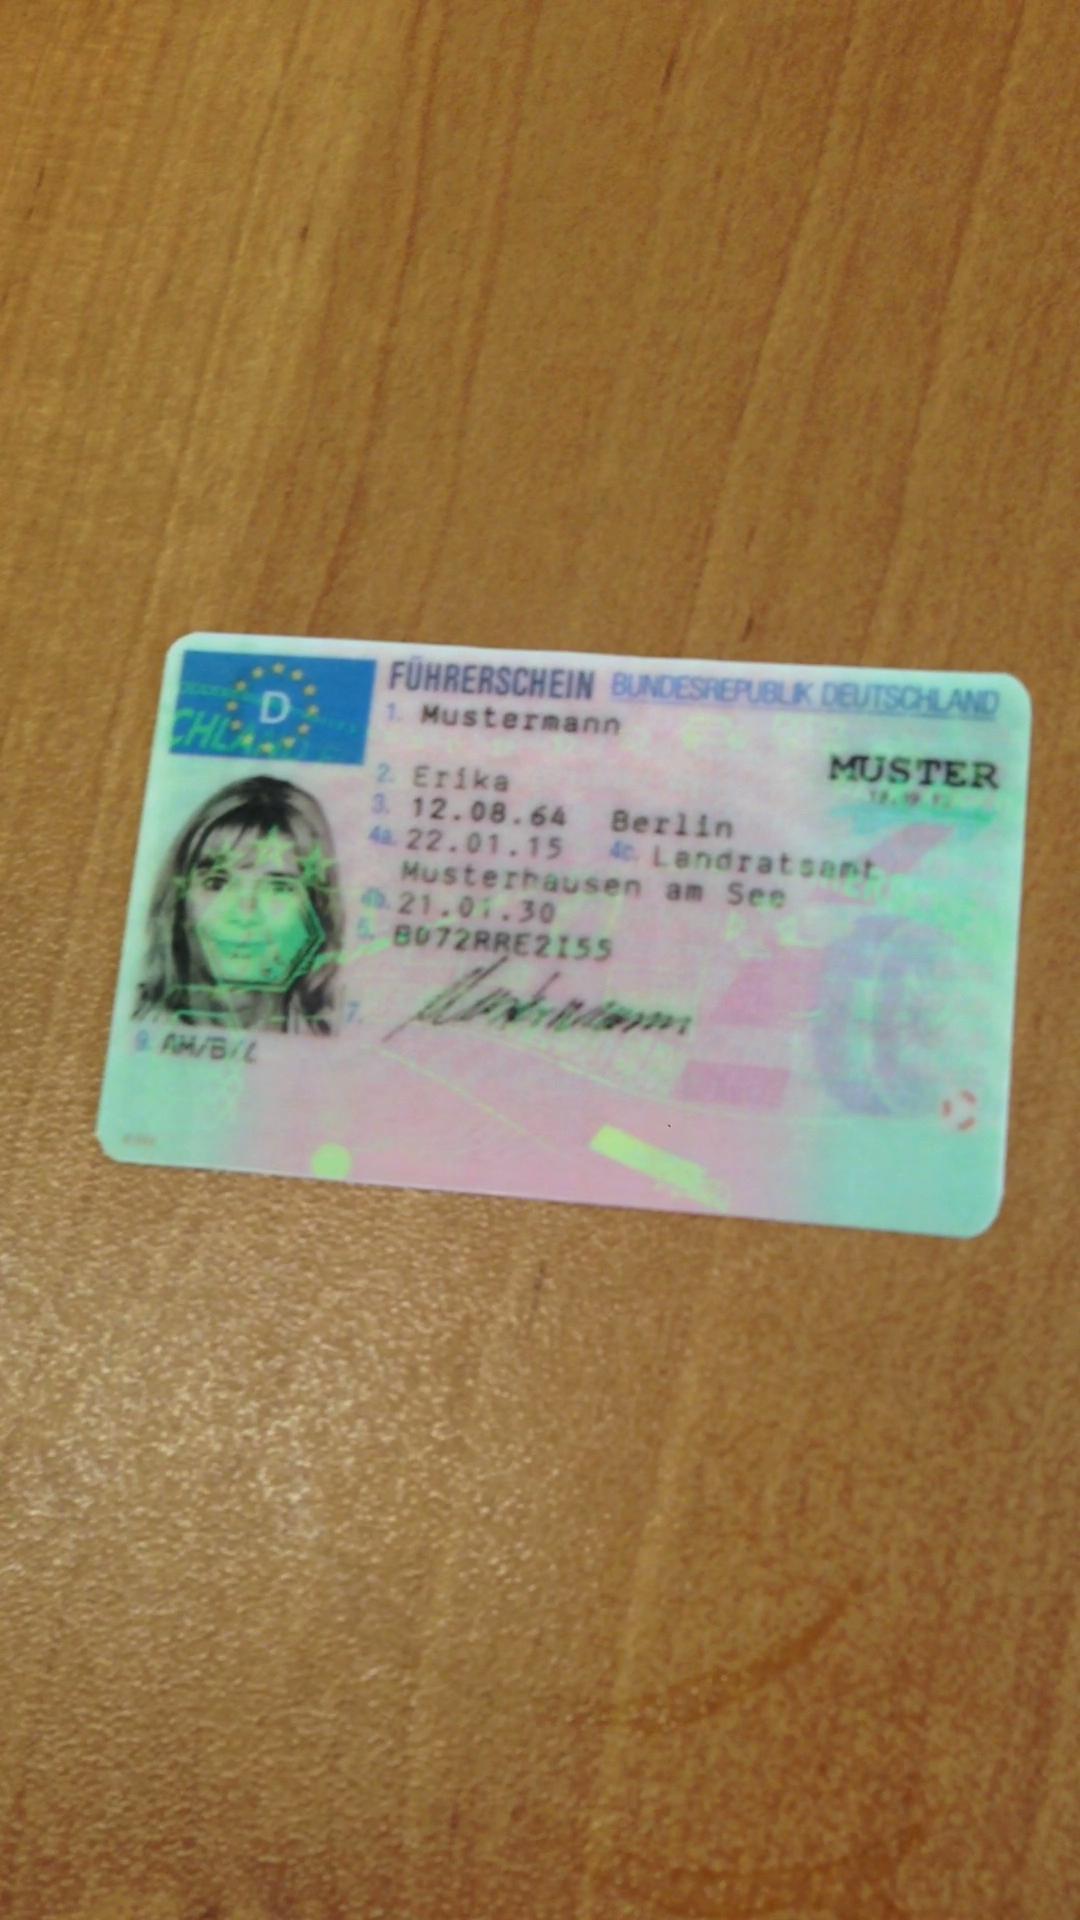 D
FÜHRERSCHEIN BUNDESREPUBLIK DEUTSCHLAND
1. Mustermann
MUSTER
2. Erika
3. 12.08.64 Berlin
4a. 22.01.15 4c. Landratsamt
Musterhausen am See
4b. 21.01.30
5. B072RRE2I55
7. Mustermann
9. AM/B/L